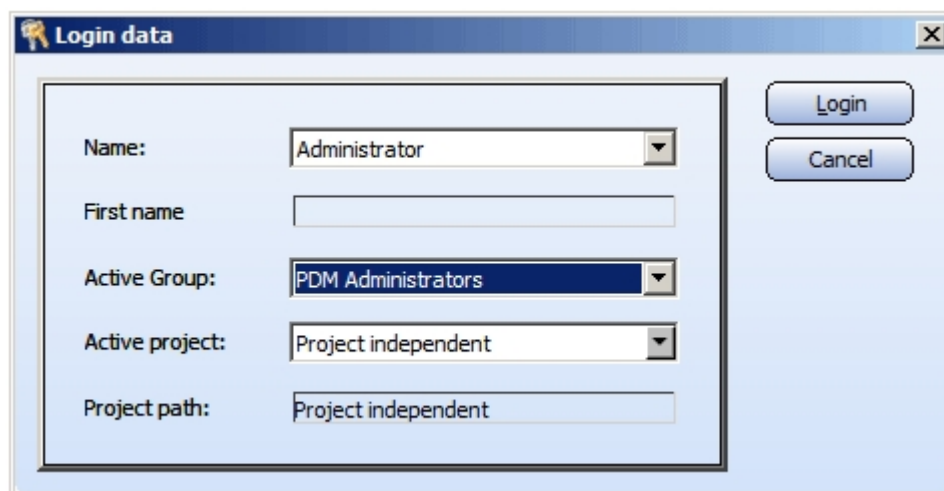 Login data
Login
Name: Administrator
Cancel
First name
Active Group: PDM Administrators
Active project: Project independent
Project path: Project independent